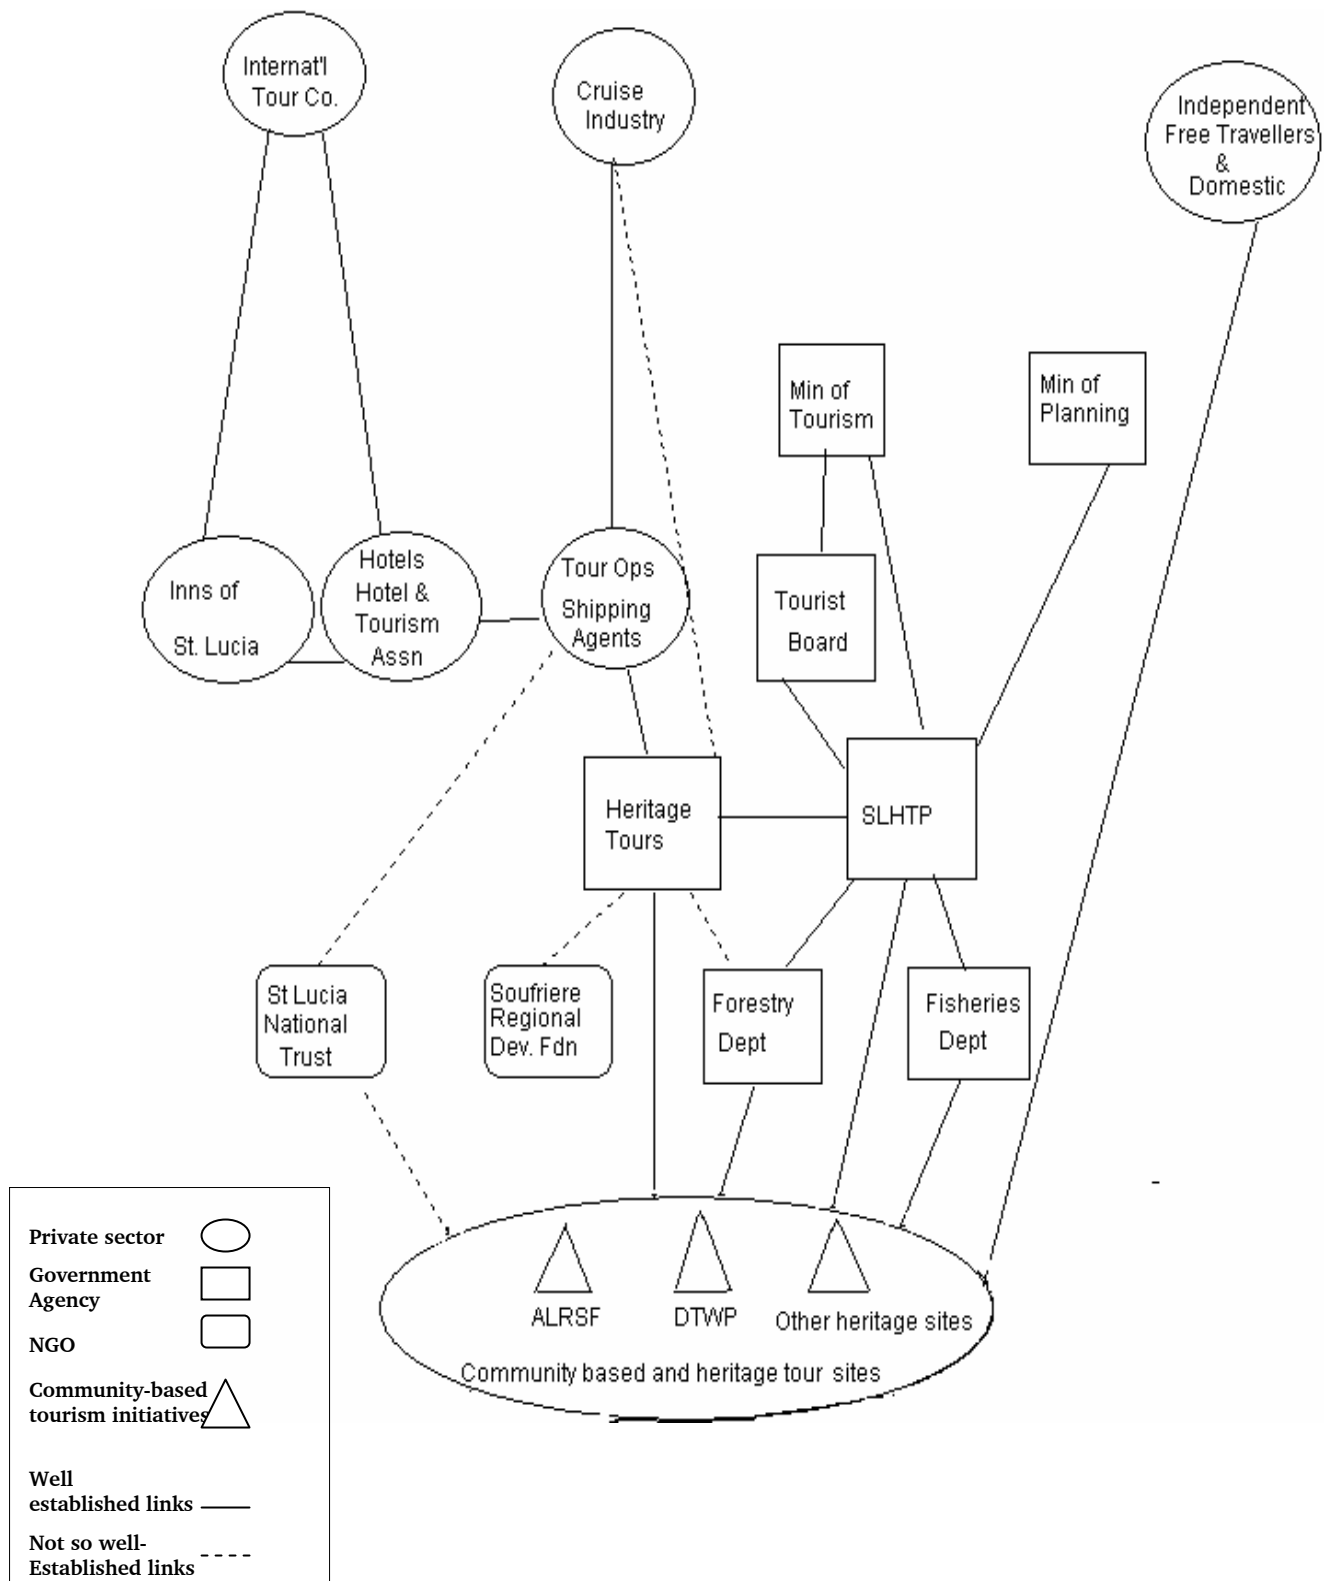 Internat'l
Tour Co.
Cruise
Industry
Independent
Free Travellers
&
Domestic
Min of
Tourism
Min of
Planning
Inns of
St. Lucia
Hotels
Hotel &
Tourism
Assn
Tour Ops
Shipping
Agents
Tourist
Board
Heritage
Tours
SLHTP
St Lucia
National
Trust
Soufriere
Regional
Dev. Fdn
Forestry
Dept
Fisheries
Dept
ALRSF
DTWP
Other heritage sites
Community based and heritage tour sites
Private sector
Government
Agency
NGO
Community-based
tourism initiatives
Well
established links
Not so well-
Established links